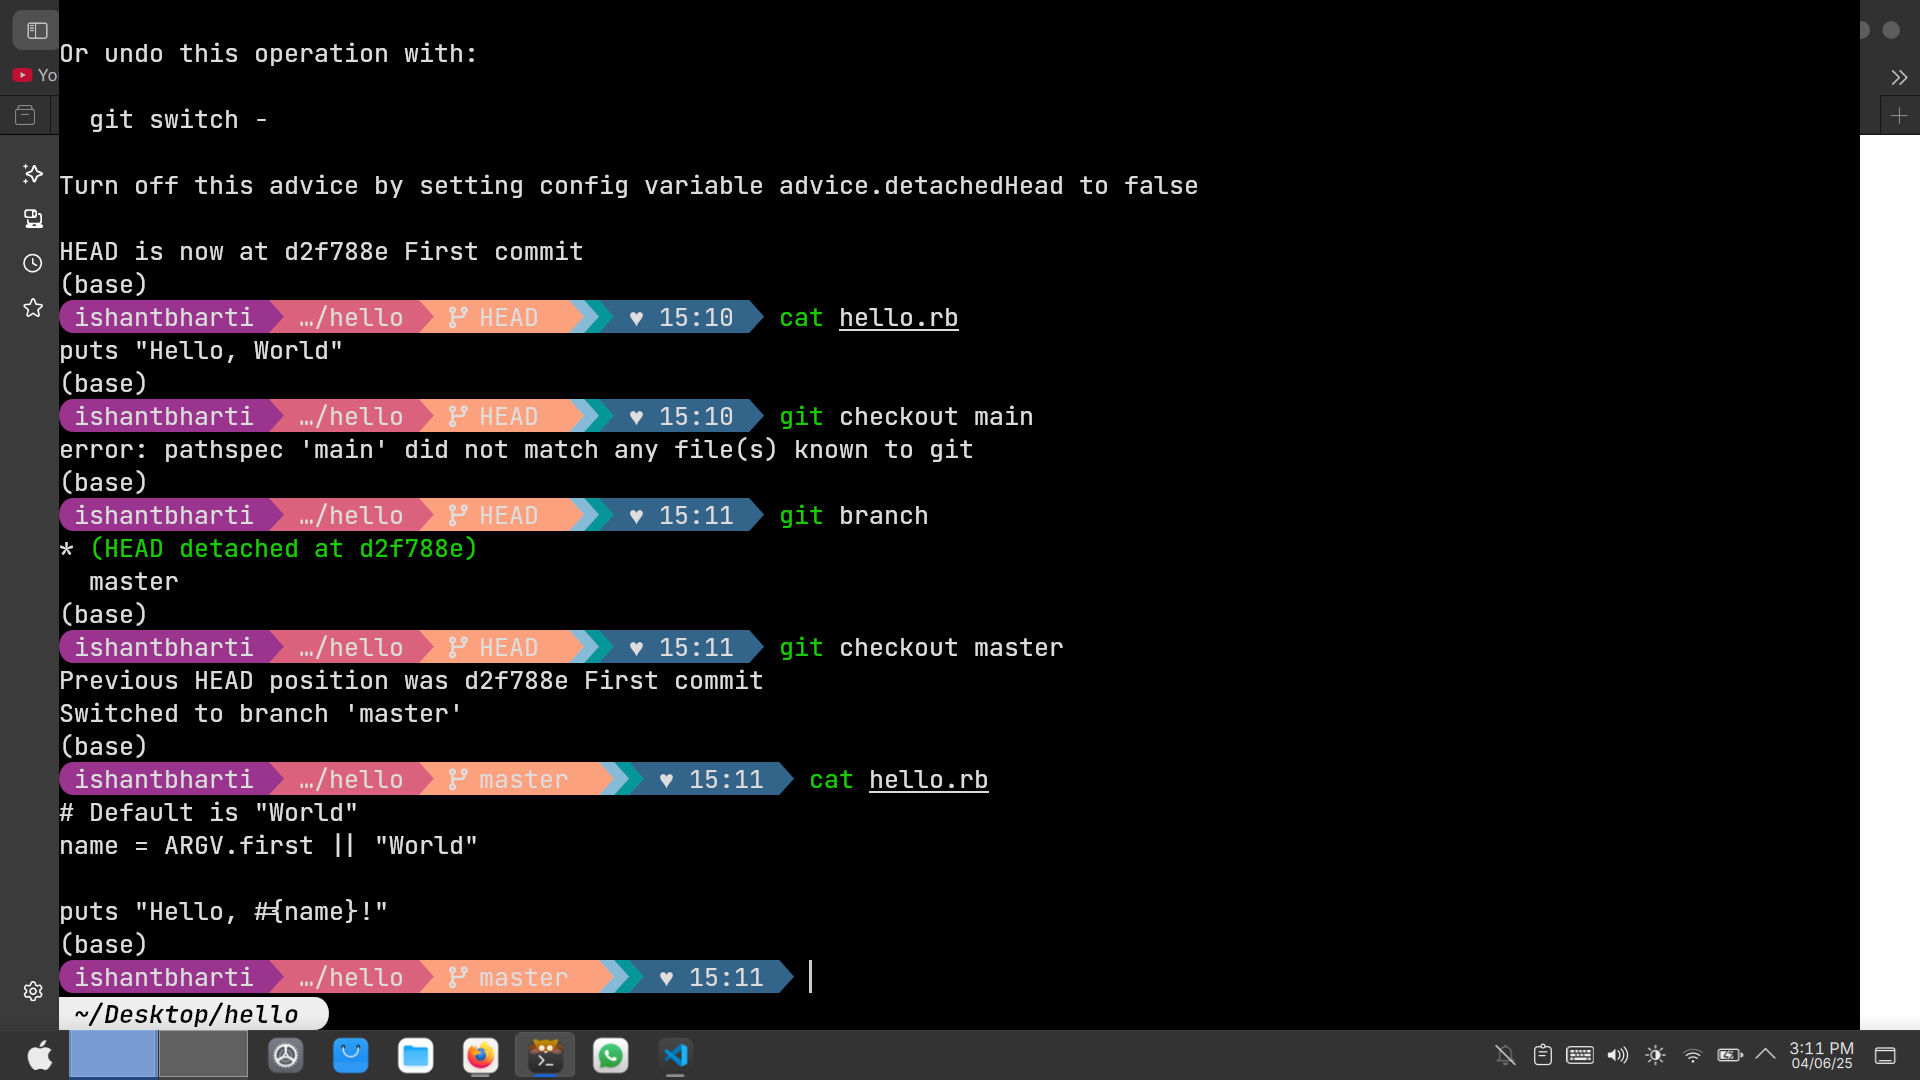 Or undo this operation with:
git switch -
Yo
Turn off this advice by setting config variable advice.detachedHead to false
HEAD is now at d2f788e First commit
(base)
ishantbharti …/hello HEAD ♥ 15:10 cat hello.rb
puts "Hello, World"
(base)
ishantbharti …/hello HEAD ♥ 15:10 git checkout main
error: pathspec 'main' did not match any file(s) known to git
(base)
ishantbharti …/hello HEAD ♥ 15:11 git branch
* (HEAD detached at d2f788e)
master
(base)
ishantbharti …/hello HEAD ♥ 15:11 git checkout master
Previous HEAD position was d2f788e First commit
Switched to branch 'master'
(base)
ishantbharti …/hello master ♥ 15:11 cat hello.rb
# Default is "World"
name = ARGV.first || "World"
puts "Hello, #{name}!"
(base)
ishantbharti …/hello master ♥ 15:11
~/Desktop/hello
3:11 PM
04/06/25